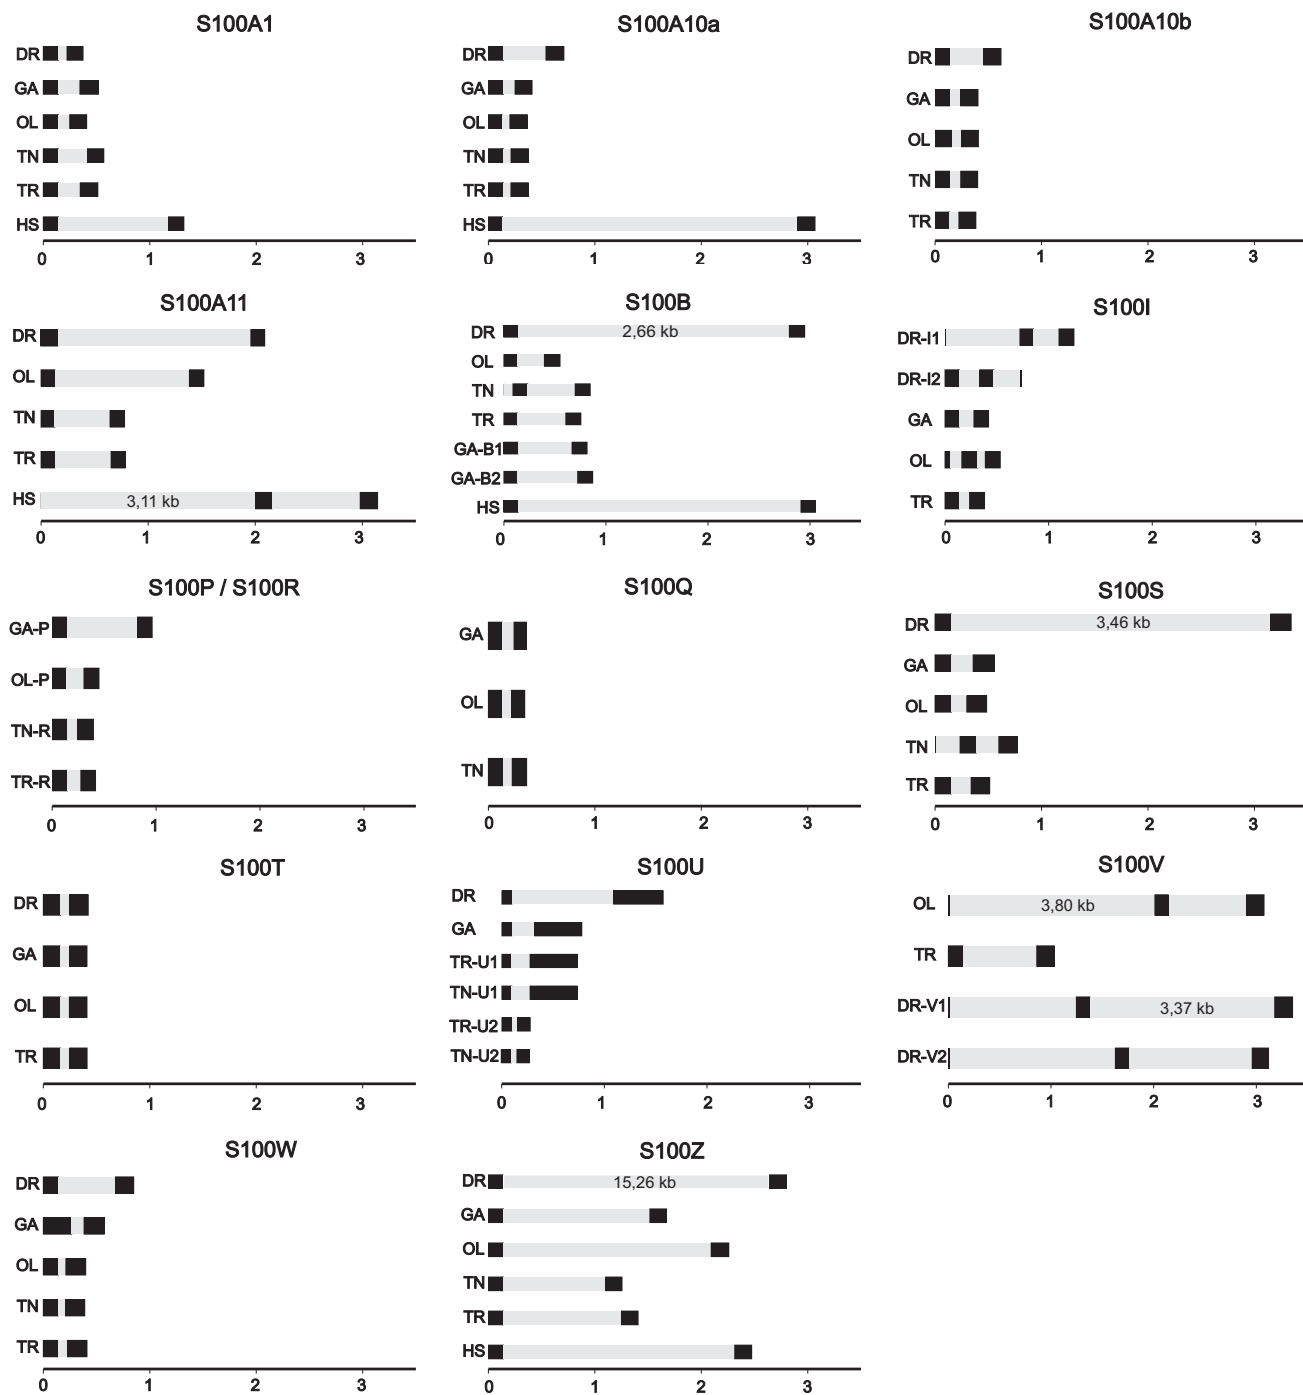 S100A1
DR
GA
OL
TN
TR
HS
0 1 2 3
S100A10a
DR
GA
OL
TN
TR
HS
0 1 2 3
S100A10b
DR
GA
OL
TN
TR
0 1 2 3
S100A11
DR
OL
TN
TR
HS 3,11 kb
0 1 2 3
S100B
DR 2,66 kb
OL
TN
TR
GA-B1
GA-B2
HS
0 1 2 3
S100I
DR-I1
DR-I2
GA
OL
TR
0 1 2 3
S100P / S100R
GA-P
OL-P
TN-R
TR-R
0 1 2 3
S100Q
GA
OL
TN
0 1 2 3
S100S
DR 3,46 kb
GA
OL
TN
TR
0 1 2 3
S100T
DR
GA
OL
TR
0 1 2 3
S100U
DR
GA
TR-U1
TN-U1
TR-U2
TN-U2
0 1 2 3
S100V
OL 3,80 kb
TR
DR-V1 3,37 kb
DR-V2
0 1 2 3
S100W
DR
GA
OL
TN
TR
0 1 2 3
S100Z
DR 15,26 kb
GA
OL
TN
TR
HS
0 1 2 3